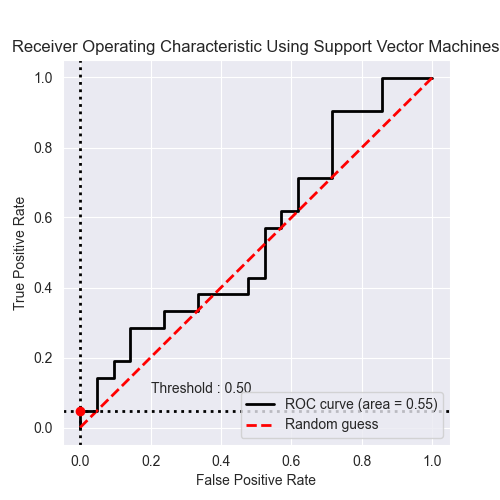 Receiver Operating Characteristic Using Support Vector Machines
True Positive Rate
1.0
0.8
0.6
0.4
0.2
0.0
Threshold : 0.50
ROC curve (area = 0.55)
Random guess
0.0 0.2 0.4 0.6 0.8 1.0
False Positive Rate